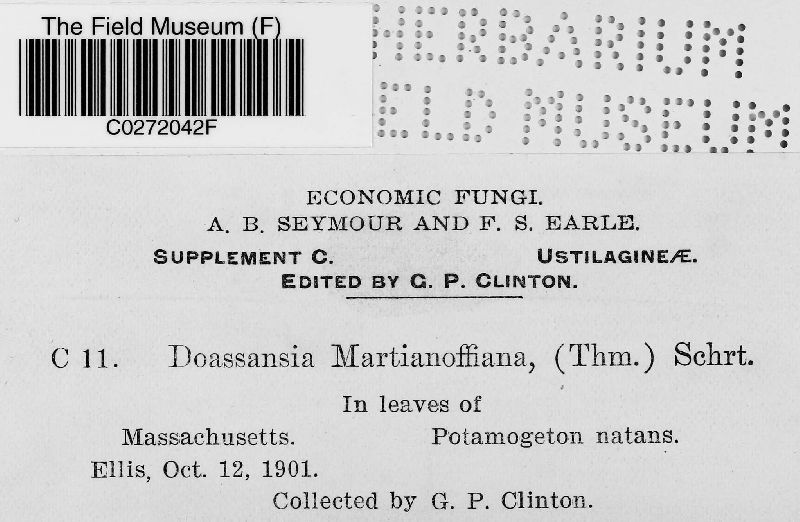 The Field Museum (F)
C0272042F
HERBARIUM
ELD MUSEUM
ECONOMIC FUNGI.
A. B. SEYMOUR AND F. S. EARLE.
SUPPLEMENT C. USTILAGINEÆ.
EDITED BY G. P. CLINTON.
C 11. Doassansia Martianoffiana, (Thm.) Schrt.
In leaves of
Massachusetts. Potamogeton natans.
Ellis, Oct. 12, 1901.
Collected by G. P. Clinton.